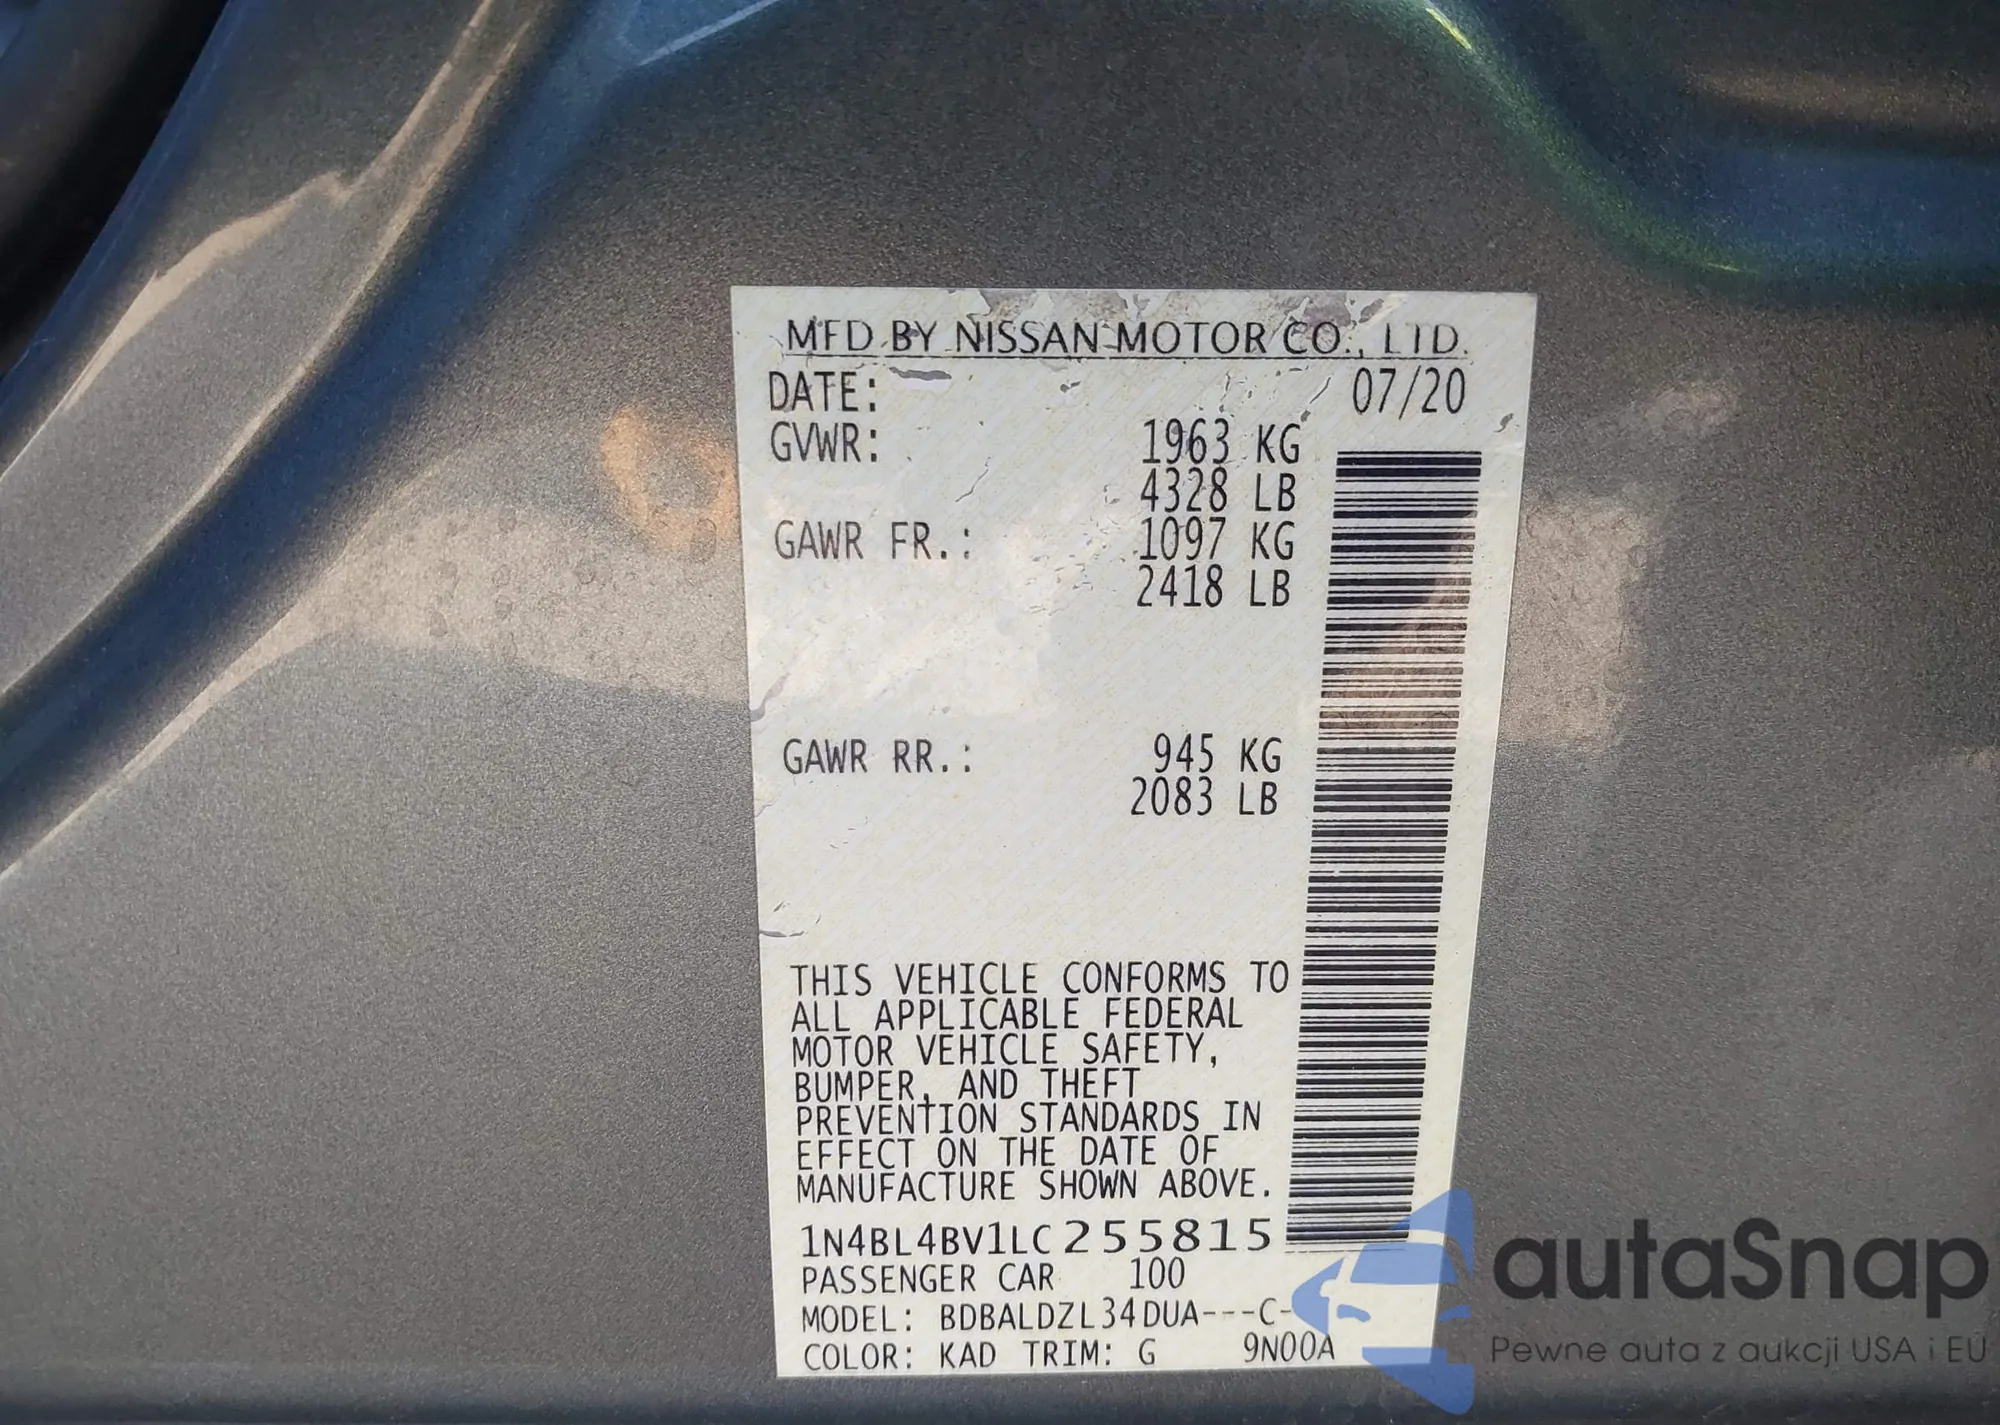 MFD BY NISSAN MOTOR CO., LTD.
DATE: 07/20
GVWR: 1963 KG
4328 LB
GAWR FR.: 1097 KG
2418 LB
GAWR RR.: 945 KG
2083 LB
THIS VEHICLE CONFORMS TO
ALL APPLICABLE FEDERAL
MOTOR VEHICLE SAFETY,
BUMPER, AND THEFT
PREVENTION STANDARDS IN
EFFECT ON THE DATE OF
MANUFACTURE SHOWN ABOVE.
1N4BL4BV1LC255815
PASSENGER CAR 100
MODEL: BDBALDZL34DUA---C-
COLOR: KAD TRIM: G 9N00A
autaSnap
Pewne auta z aukcji USA i EU